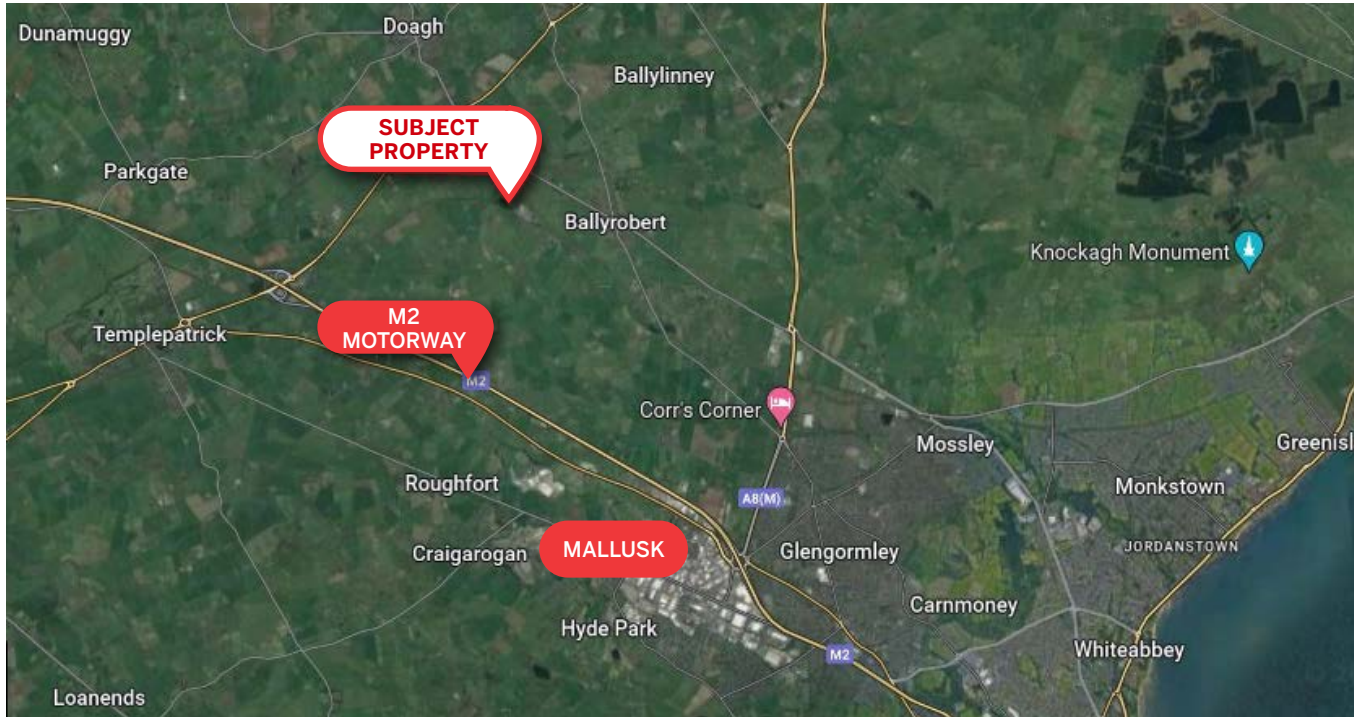 Doagh
Dunamuggy
Ballylinney
SUBJECT
PROPERTY
Parkgate
Ballyrobert
Knockagh Monument
M2
MOTORWAY
Templepatrick
M2
Corr's Corner
Mossley
Greenisl
Roughfort
Monkstown
A8(M)
MALLUSK
Craigarogan
Glengormley
JORDANSTOWN
Carnmoney
Hyde Park
M2
Whiteabbey
Loanends